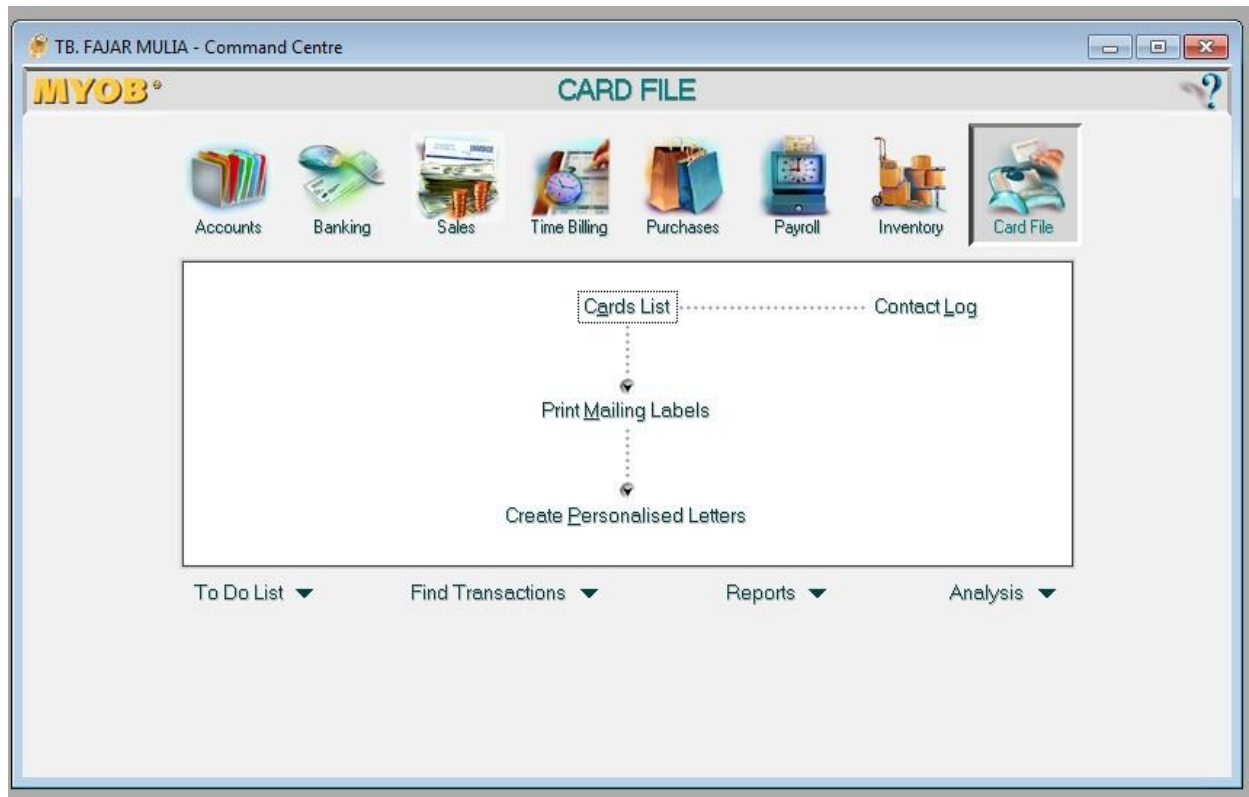 TB. FAJAR MULIA - Command Centre
MYOB®
CARD FILE
Accounts
Banking
Sales
Time Billing
Purchases
Payroll
Inventory
Card File
Cards List
Contact Log
Print Mailing Labels
Create Personalised Letters
To Do List
Find Transactions
Reports
Analysis